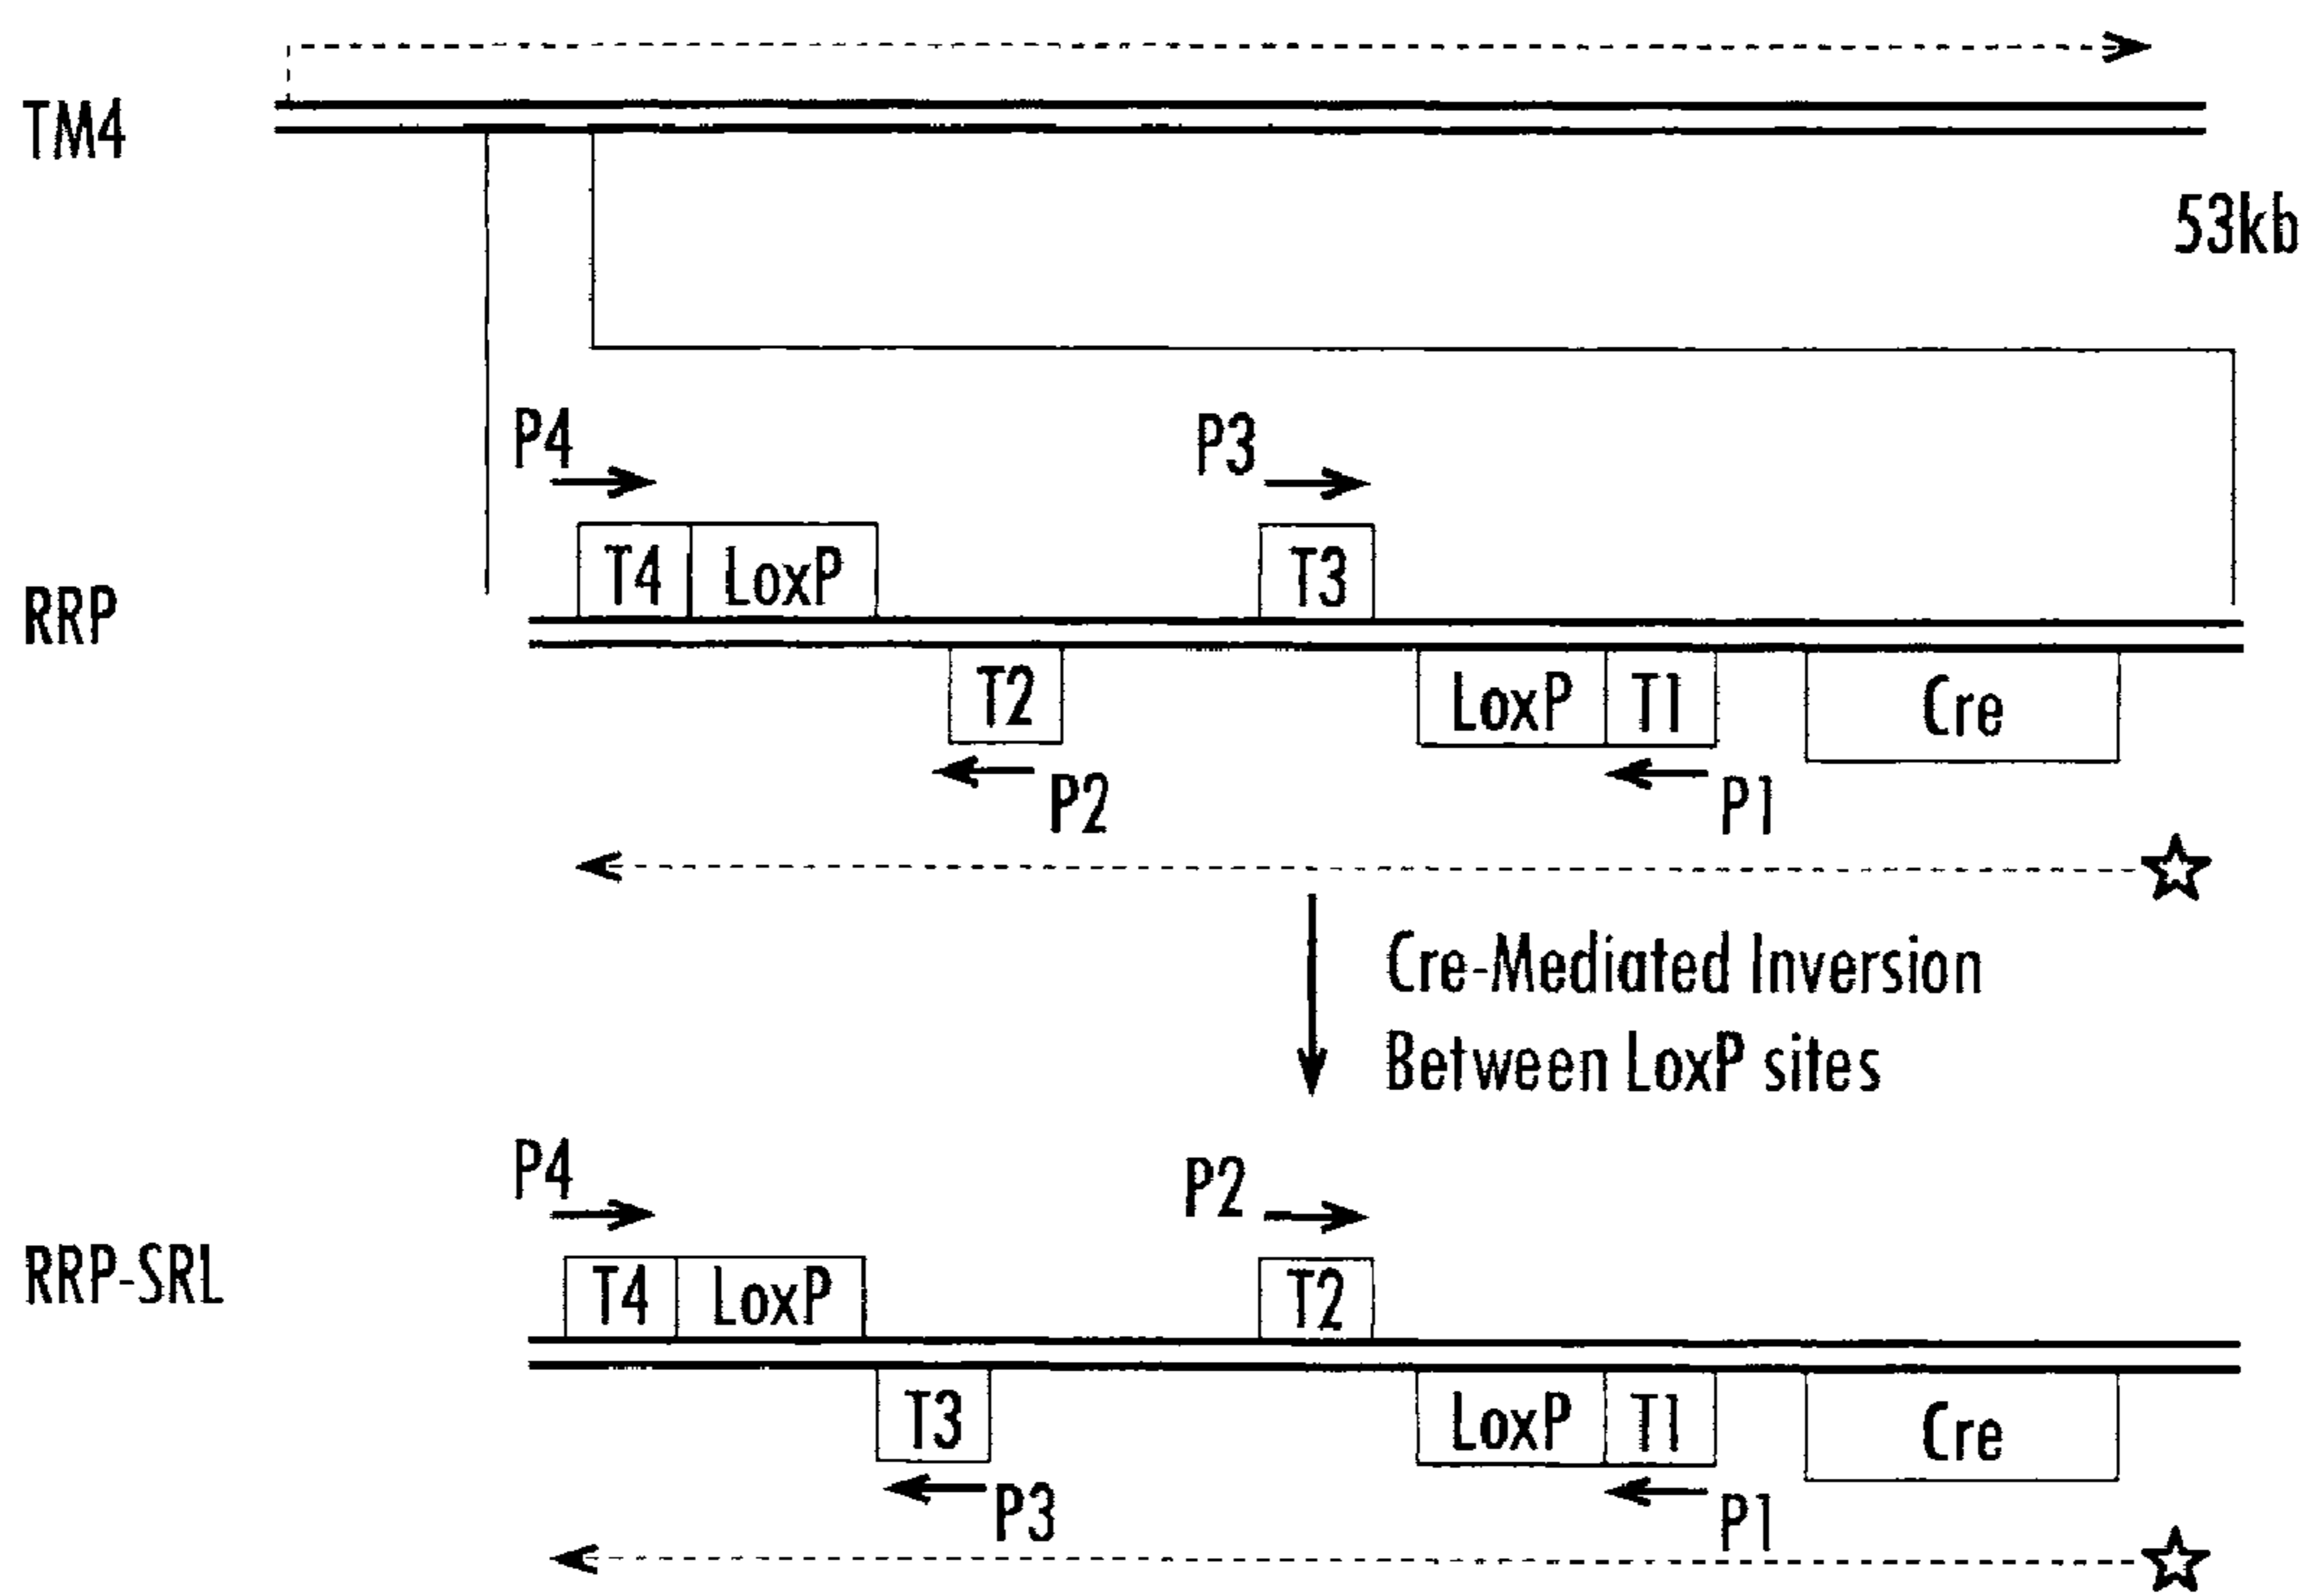 TM4
53kb
P4
P3
T4
LoxP
T3
RRP
T2
LoxP
T1
Cre
P2
P1
Cre-Mediated Inversion
Between LoxP sites
P4
P2
T4
LoxP
T2
RRP-SRL
T3
LoxP
T1
Cre
P3
P1